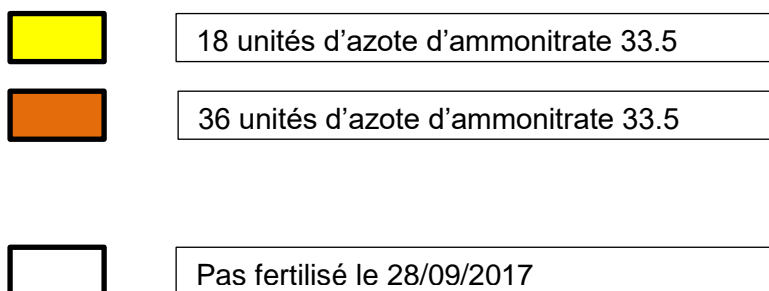 18 unités d’azote d’ammonitrate 33.5
36 unités d’azote d’ammonitrate 33.5
Pas fertilisé le 28/09/2017